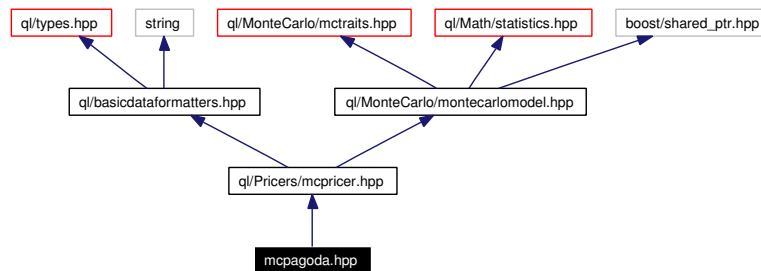 ql/types.hpp string ql/MonteCarlo/mctraits.hpp ql/Math/statistics.hpp boost/shared_ptr.hpp
ql/basicdataformatters.hpp ql/MonteCarlo/montecarlomodel.hpp
ql/Pricers/mcpricer.hpp
mcpagoda.hpp